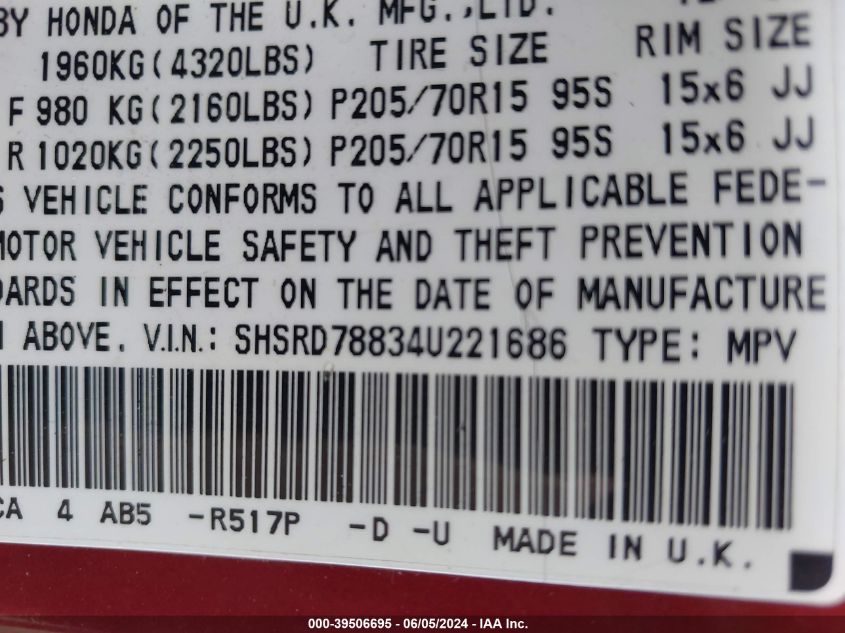 BY HONDA OF THE U.K. MFG.,LTD.
1960KG(4320LBS) TIRE SIZE RIM SIZE
F 980 KG(2160LBS) P205/70R15 95S 15x6 JJ
R 1020KG(2250LBS) P205/70R15 95S 15x6 JJ
VEHICLE CONFORMS TO ALL APPLICABLE FEDE-
MOTOR VEHICLE SAFETY AND THEFT PREVENTION
DARDS IN EFFECT ON THE DATE OF MANUFACTURE
ABOVE. V.I.N.: SHSRD78834U221686 TYPE: MPV
CA 4 AB5 -R517P -D -U MADE IN U.K.
000-39506695 - 06/05/2024 - IAA Inc.